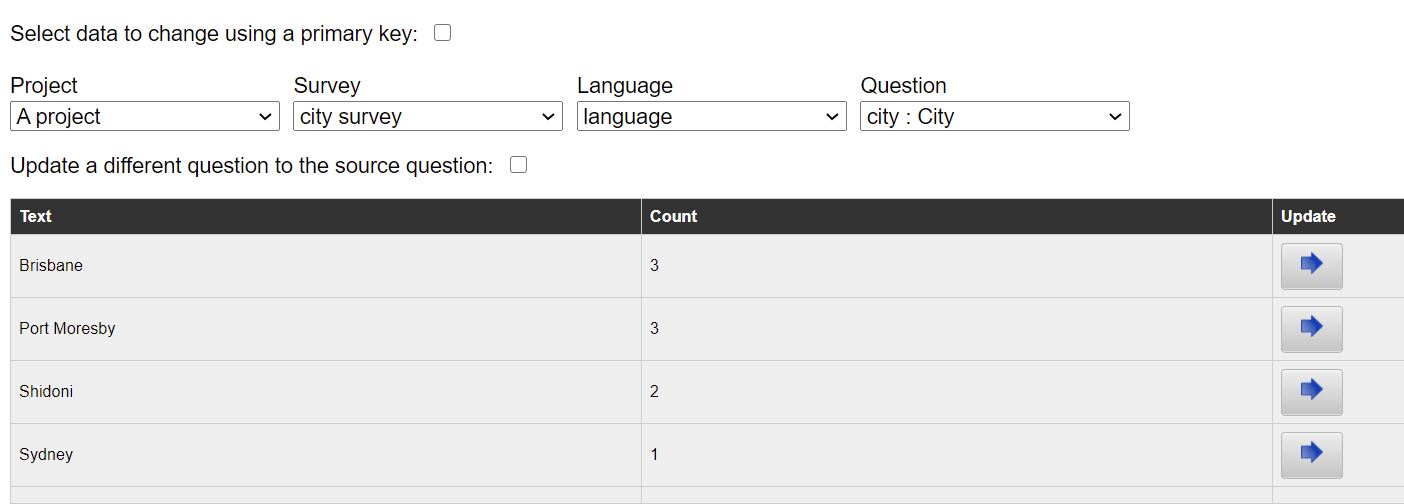 Select data to change using a primary key:
Project Survey Language Question
A project city survey language city : City
Update a different question to the source question:
Text Count Update
Brisbane 3
Port Moresby 3
Shidoni 2
Sydney 1